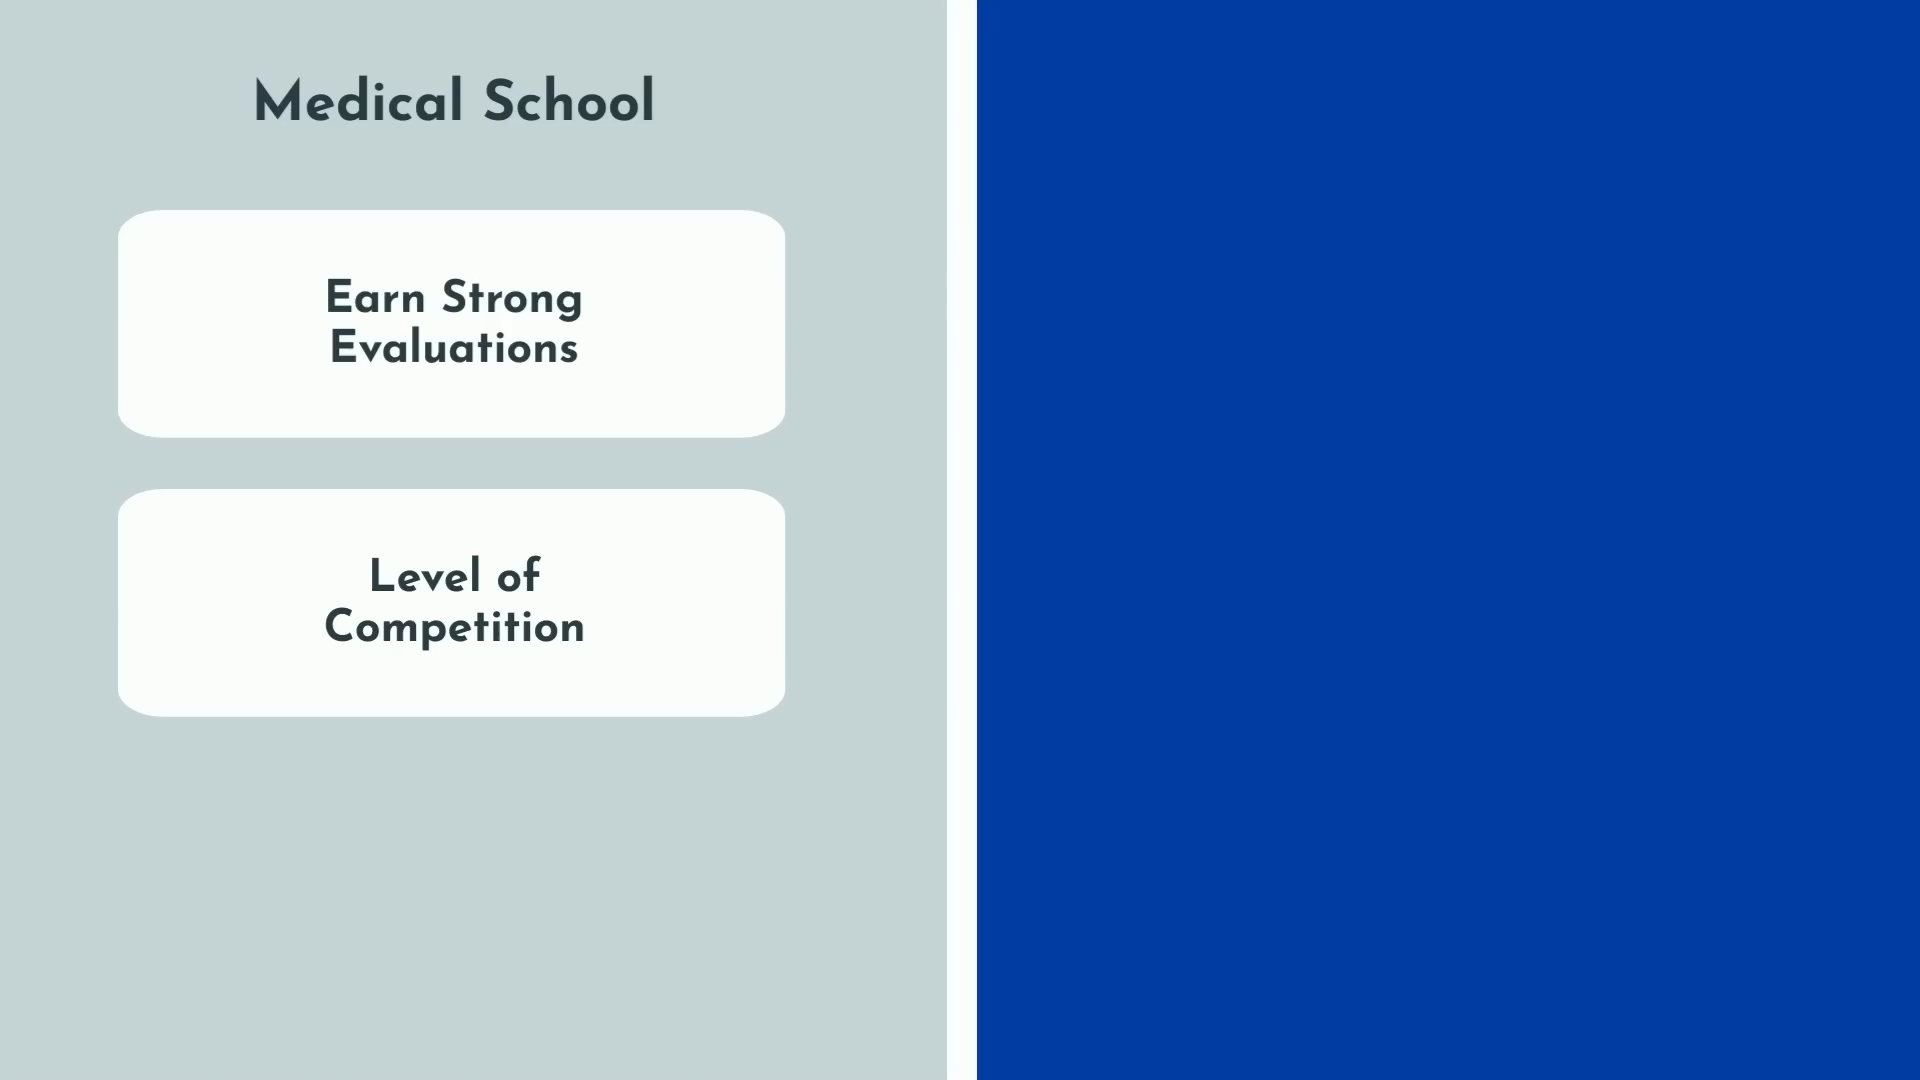 Medical School
Earn Strong
Evaluations
Level of
Competition